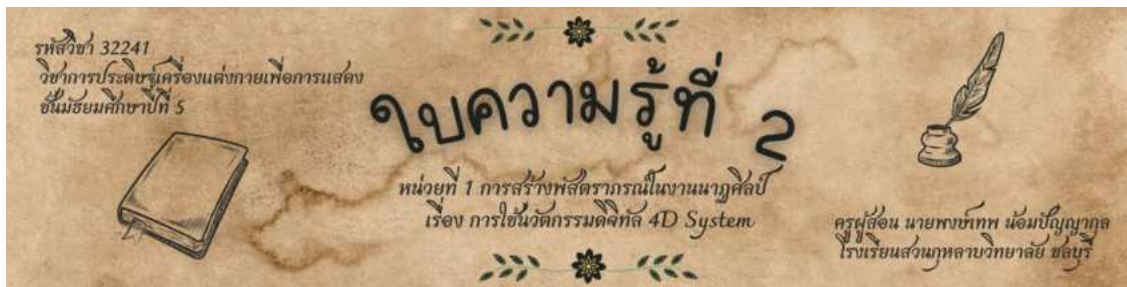 รหัสวิชา 32241
วิชาการประดิษฐ์เครื่องแต่งกายเพื่อการแสดง
ชั้นมัธยมศึกษาปีที่ 5
ใบความรู้ที่ 2
หน่วยที่ 1 การสร้างพัสตราภรณ์ในงานนาฏศิลป์
เรื่อง การใช้นวัตกรรมดิจิทัล 4D System
ครูผู้สอน นายพงษ์เทพ น้อมปัญญากุล
โรงเรียนสวนกุหลาบวิทยาลัย ชลบุรี